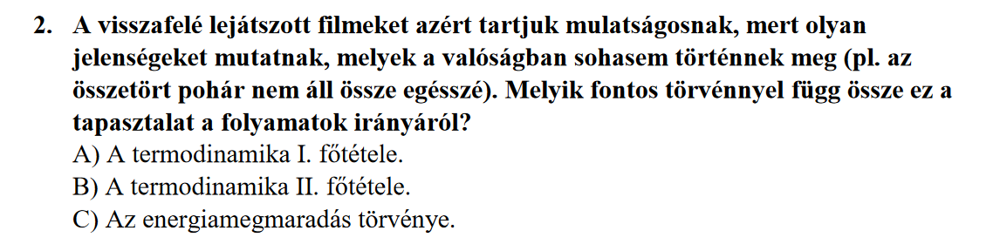 2. A visszafelé lejátszott filmeket azért tartjuk mulatságosnak, mert olyan
jelenségeket mutatnak, melyek a valóságban sohasem történnek meg (pl. az
összetört pohár nem áll össze egésszé). Melyik fontos törvénnyel függ össze ez a
tapasztalat a folyamatok irányáról?
A) A termodinamika I. főtétele.
B) A termodinamika II. főtétele.
C) Az energiamegmaradás törvénye.